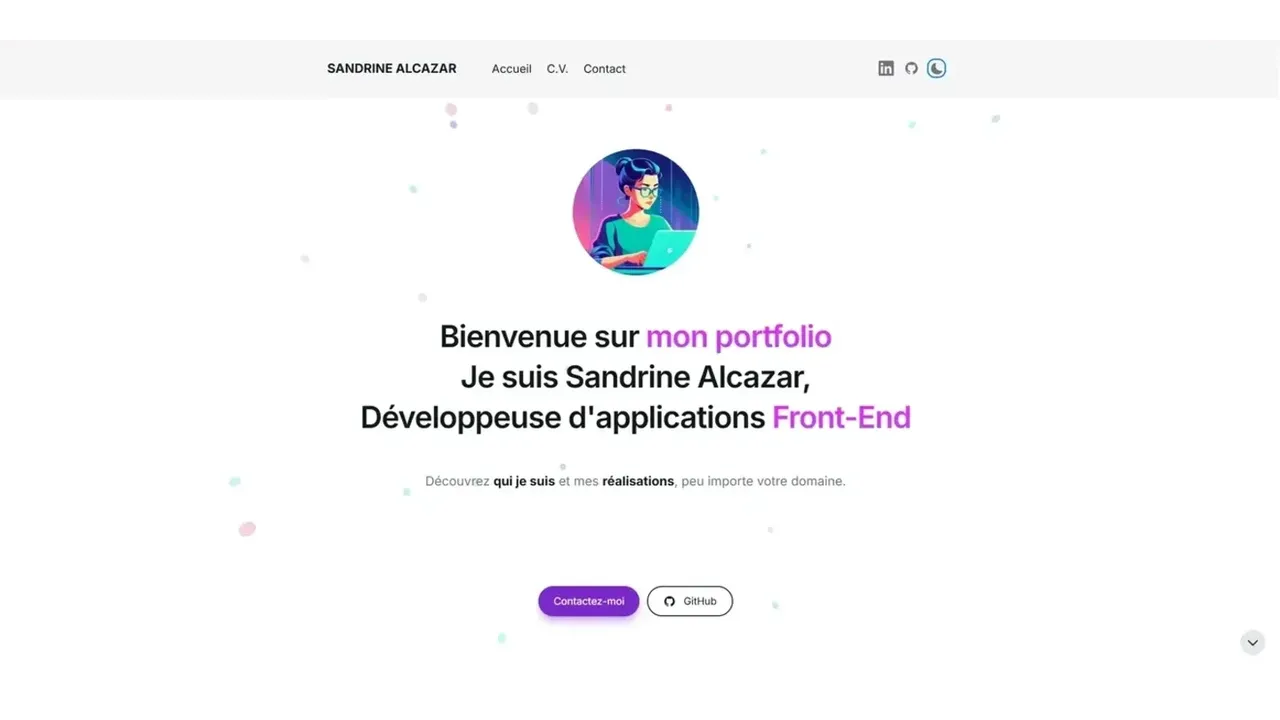 SANDRINE ALCAZAR Accueil C.V. Contact
Bienvenue sur mon portfolio
Je suis Sandrine Alcazar,
Développeuse d'applications Front-End
Découvrez qui je suis et mes réalisations, peu importe votre domaine.
Contactez-moi GitHub